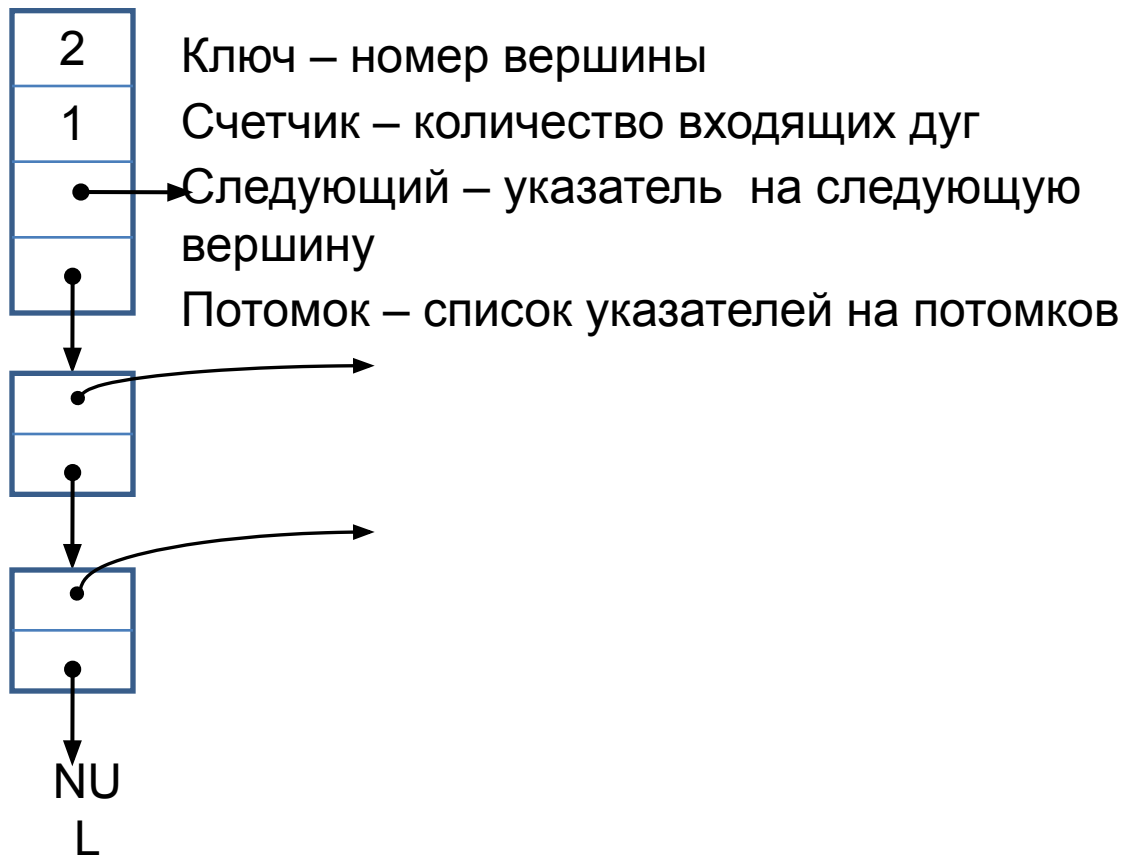 2
Ключ – номер вершины
1
Счетчик – количество входящих дуг
Следующий – указатель на следующую
вершину
Потомок – список указателей на потомков
NU
L